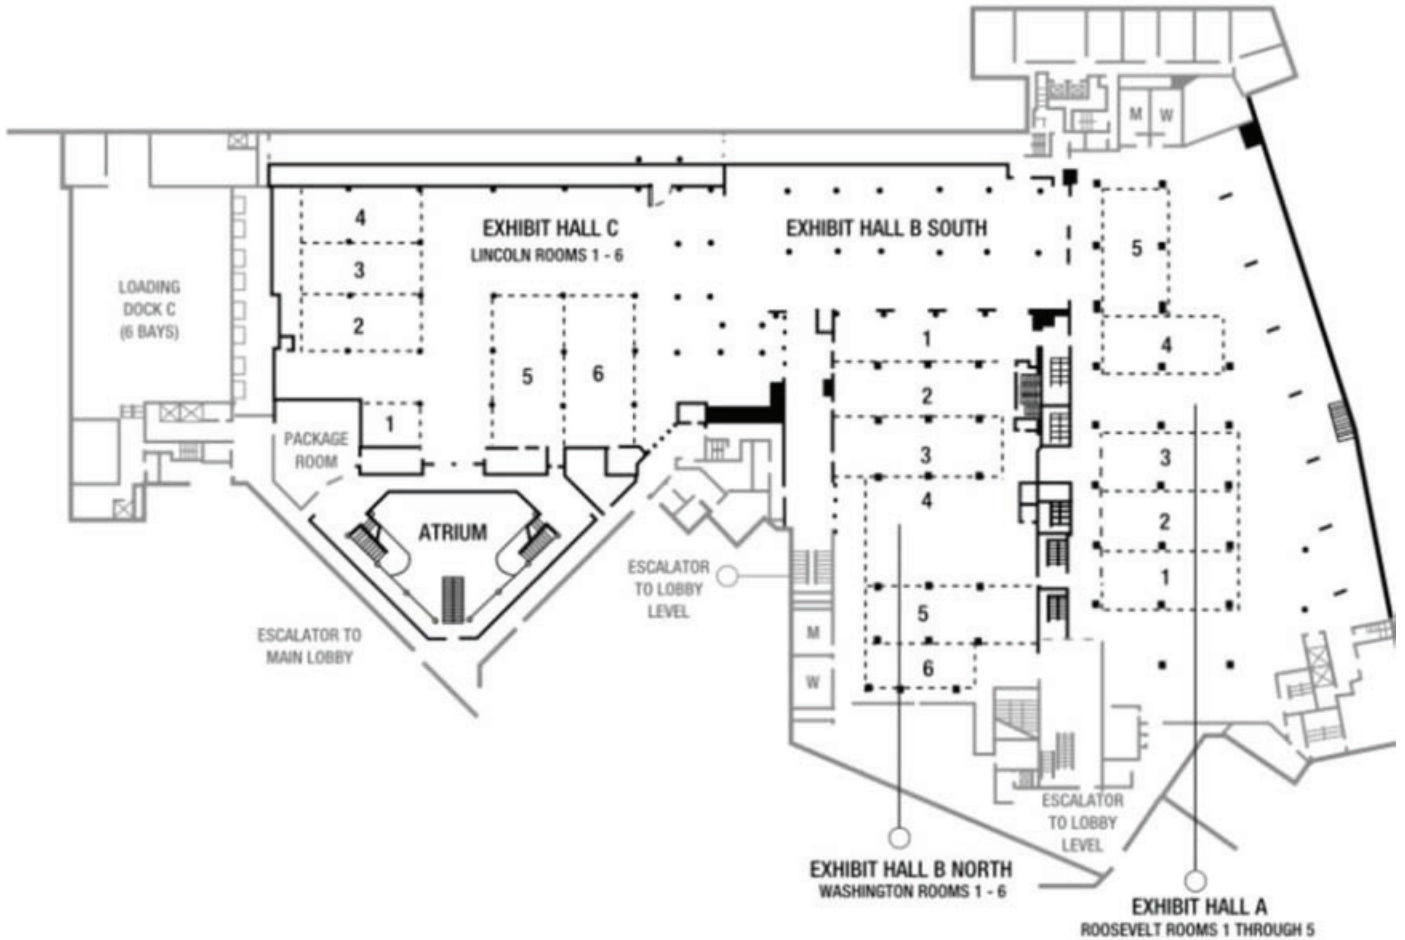 M W
4
EXHIBIT HALL C
LINCOLN ROOMS 1 - 6
EXHIBIT HALL B SOUTH
5
3
LOADING
DOCK C
(6 BAYS)
2
1
4
5
6
2
1
3
3
PACKAGE
ROOM
4
2
ATRIUM
ESCALATOR
TO LOBBY
LEVEL
1
5
M
ESCALATOR TO
MAIN LOBBY
6
W
ESCALATOR
TO LOBBY
LEVEL
EXHIBIT HALL B NORTH
WASHINGTON ROOMS 1 - 6
EXHIBIT HALL A
ROOSEVELT ROOMS 1 THROUGH 5